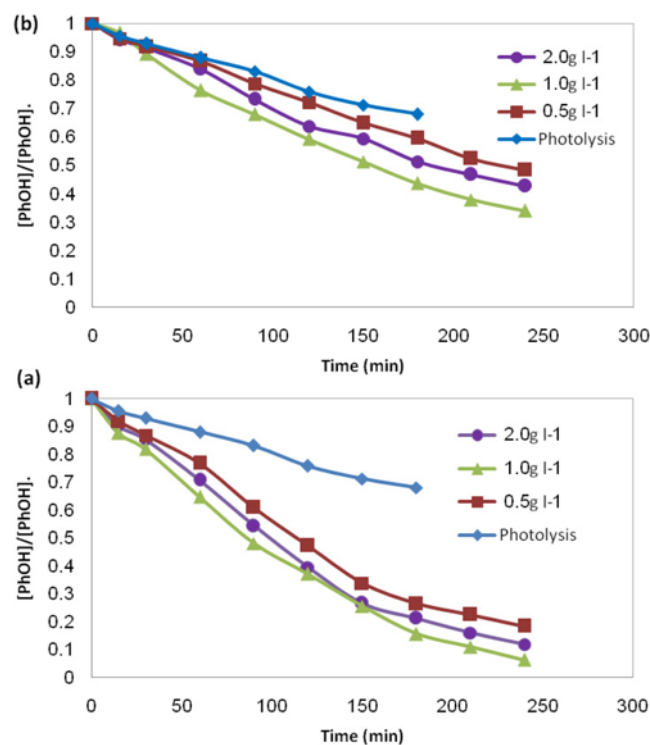 (b)
1
0.9
0.8
0.7
0.6
0.5
0.4
0.3
0.2
0.1
0
[PhOH]/[PhOH].
2.0g l-1
1.0g l-1
0.5g l-1
Photolysis
0 50 100 150 200 250 300
Time (min)
(a)
1
0.9
0.8
0.7
0.6
0.5
0.4
0.3
0.2
0.1
0
[PhOH]/[PhOH].
2.0g l-1
1.0g l-1
0.5g l-1
Photolysis
0 50 100 150 200 250 300
Time (min)